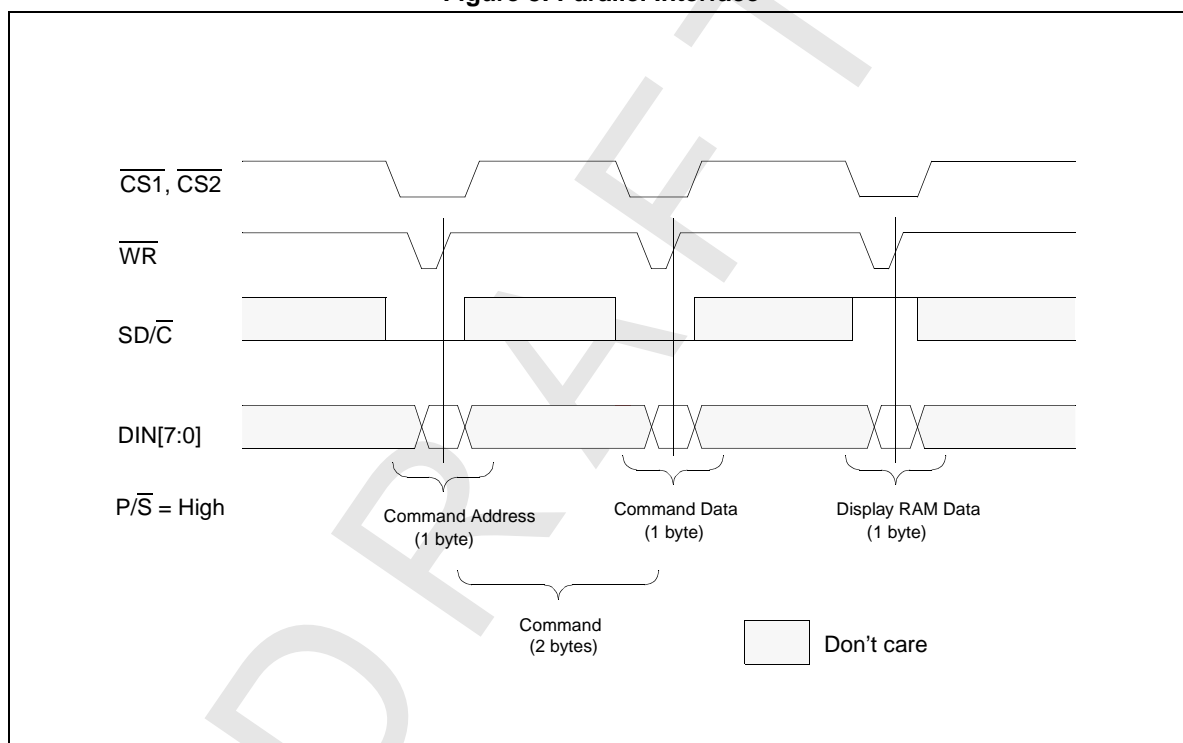 Figure 3. Parallel Interface
CS1, CS2
WR
SD/C
DIN[7:0]
P/S = High
Command Address
(1 byte)
Command Data
(1 byte)
Display RAM Data
(1 byte)
Command
(2 bytes)
Don't care
DRAFT